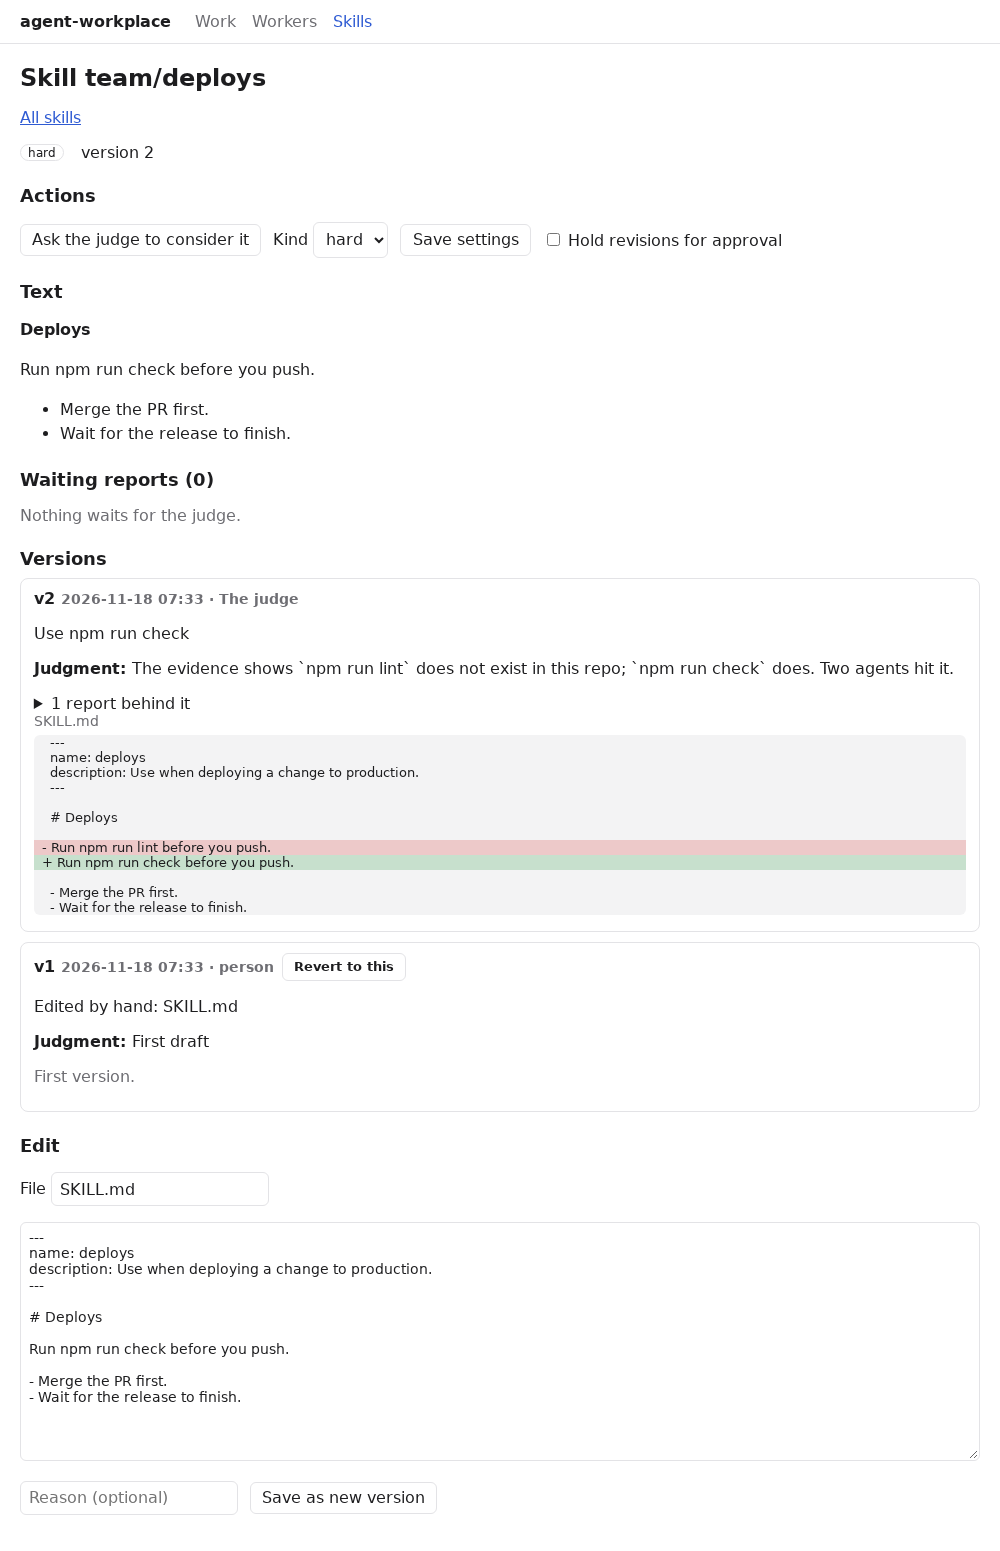 agent-workplace Work Workers Skills
Skill team/deploys
All skills
hard version 2
Actions
Ask the judge to consider it Kind hard Save settings Hold revisions for approval
Text
Deploys
Run npm run check before you push.
• Merge the PR first.
• Wait for the release to finish.
Waiting reports (0)
Nothing waits for the judge.
Versions
v2 2026-11-18 07:33 · The judge
Use npm run check
Judgment: The evidence shows `npm run lint` does not exist in this repo; `npm run check` does. Two agents hit it.
▶ 1 report behind it
SKILL.md
---
name: deploys
description: Use when deploying a change to production.
---
# Deploys
- Run npm run lint before you push.
+ Run npm run check before you push.
- Merge the PR first.
- Wait for the release to finish.
v1 2026-11-18 07:33 · person Revert to this
Edited by hand: SKILL.md
Judgment: First draft
First version.
Edit
File SKILL.md
---
name: deploys
description: Use when deploying a change to production.
---
# Deploys
Run npm run check before you push.
- Merge the PR first.
- Wait for the release to finish.
Reason (optional) Save as new version